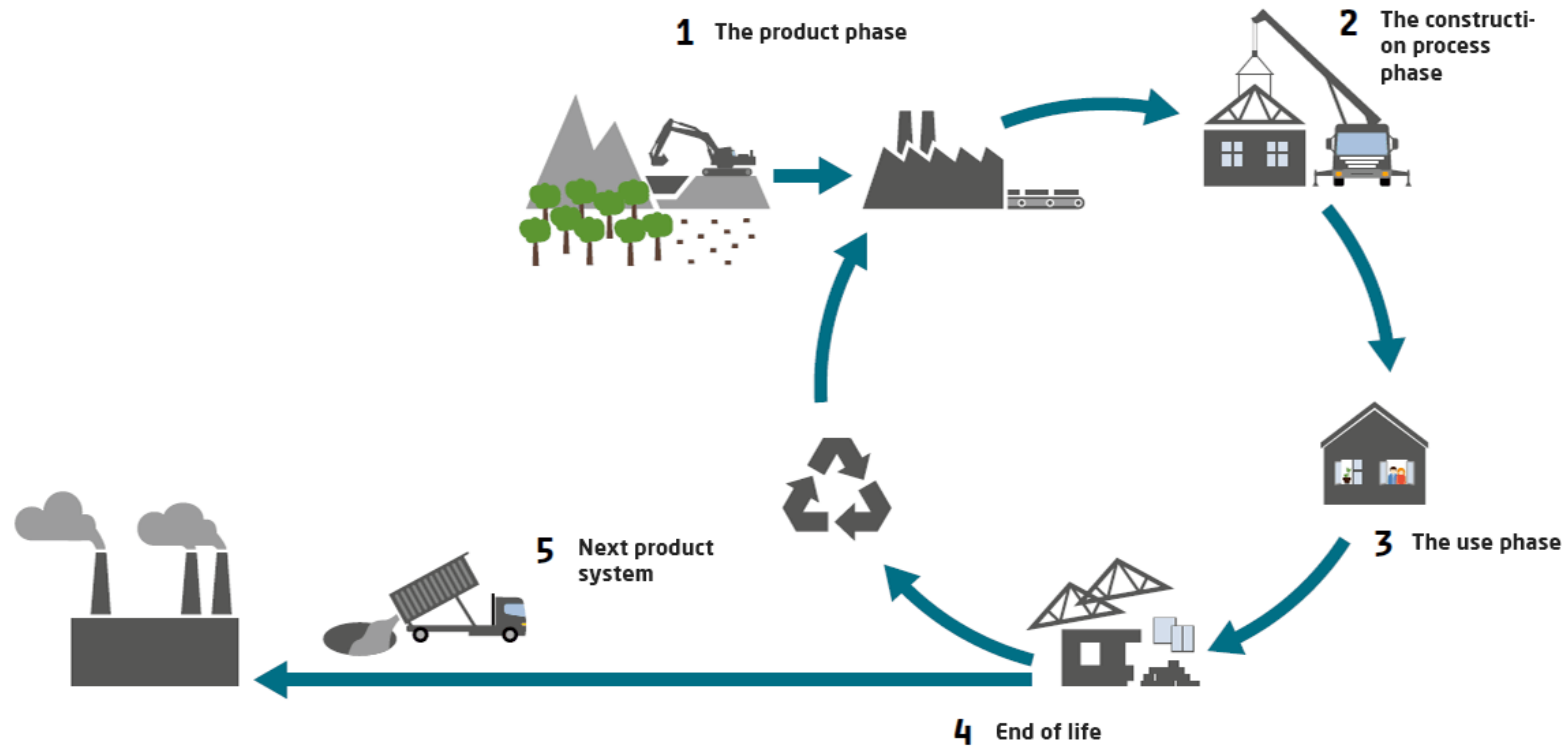 1 The product phase
2 The constructi-
on process
phase
3 The use phase
5 Next product
system
4 End of life